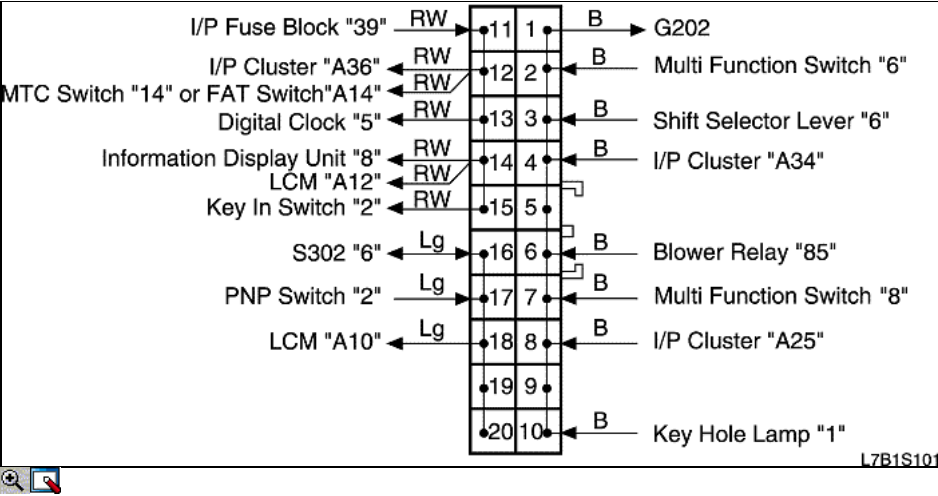 I/P Fuse Block "39" RW 11 1 B G202
I/P Cluster "A36" RW 12 2 B Multi Function Switch "6"
MTC Switch "14" or FAT Switch"A14" RW
Digital Clock "5" RW 13 3 B Shift Selector Lever "6"
Information Display Unit "8" RW 14 4 B I/P Cluster "A34"
LCM "A12" RW
Key In Switch "2" RW 15 5
S302 "6" Lg 16 6 B Blower Relay "85"
PNP Switch "2" Lg 17 7 B Multi Function Switch "8"
LCM "A10" Lg 18 8 B I/P Cluster "A25"
19 9
20 10 B Key Hole Lamp "1"
L7B1S101